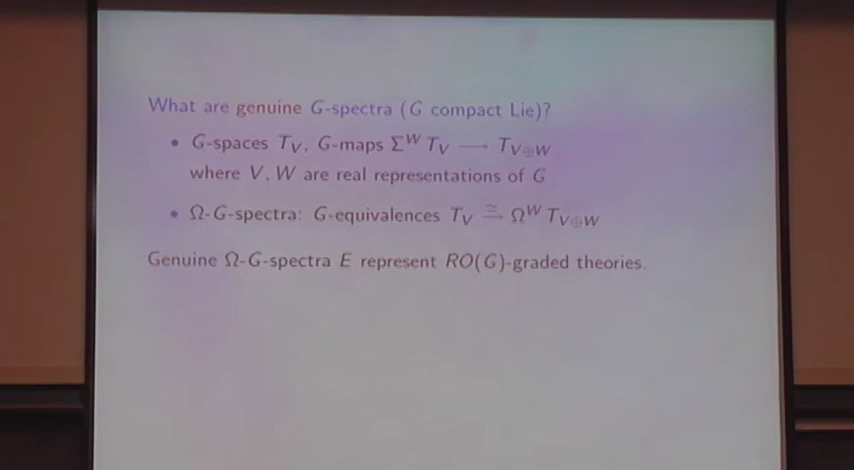 What are genuine G-spectra (G compact Lie)?
• G-spaces T_V, G-maps Σ^W T_V ⟶ T_{V⊕W}
where V, W are real representations of G
• Ω-G-spectra: G-equivalences T_V ≃→ Ω^W T_{V⊕W}
Genuine Ω-G-spectra E represent RO(G)-graded theories.